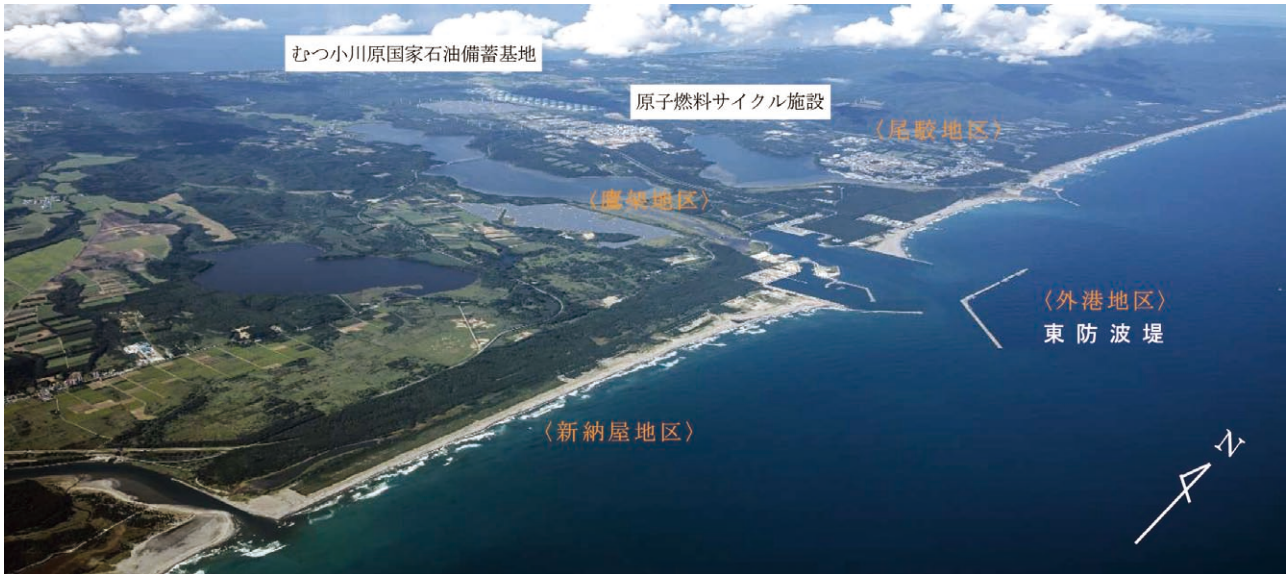 むつ小川原国家石油備蓄基地
原子燃料サイクル施設
〈尾駮地区〉
〈鷹架地区〉
〈外港地区〉
東防波堤
〈新納屋地区〉
N